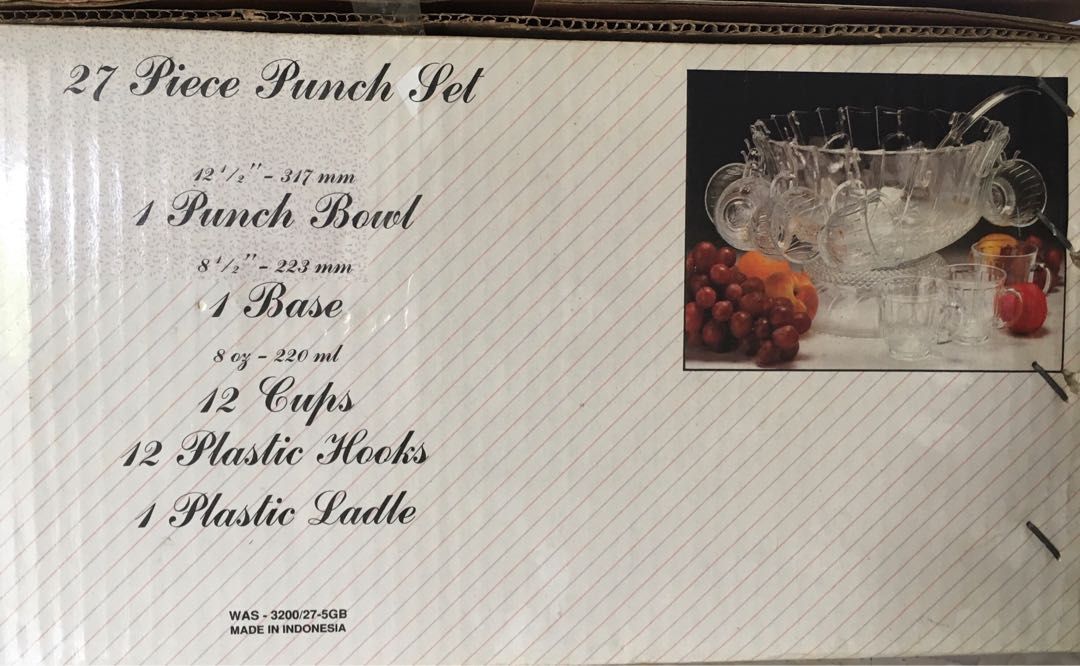 27 Piece Punch Set
12 1/2" - 317 mm
1 Punch Bowl
8 1/2" - 223 mm
1 Base
8 oz - 220 ml
12 Cups
12 Plastic Hooks
1 Plastic Ladle
WAS - 3200/27-5GB
MADE IN INDONESIA